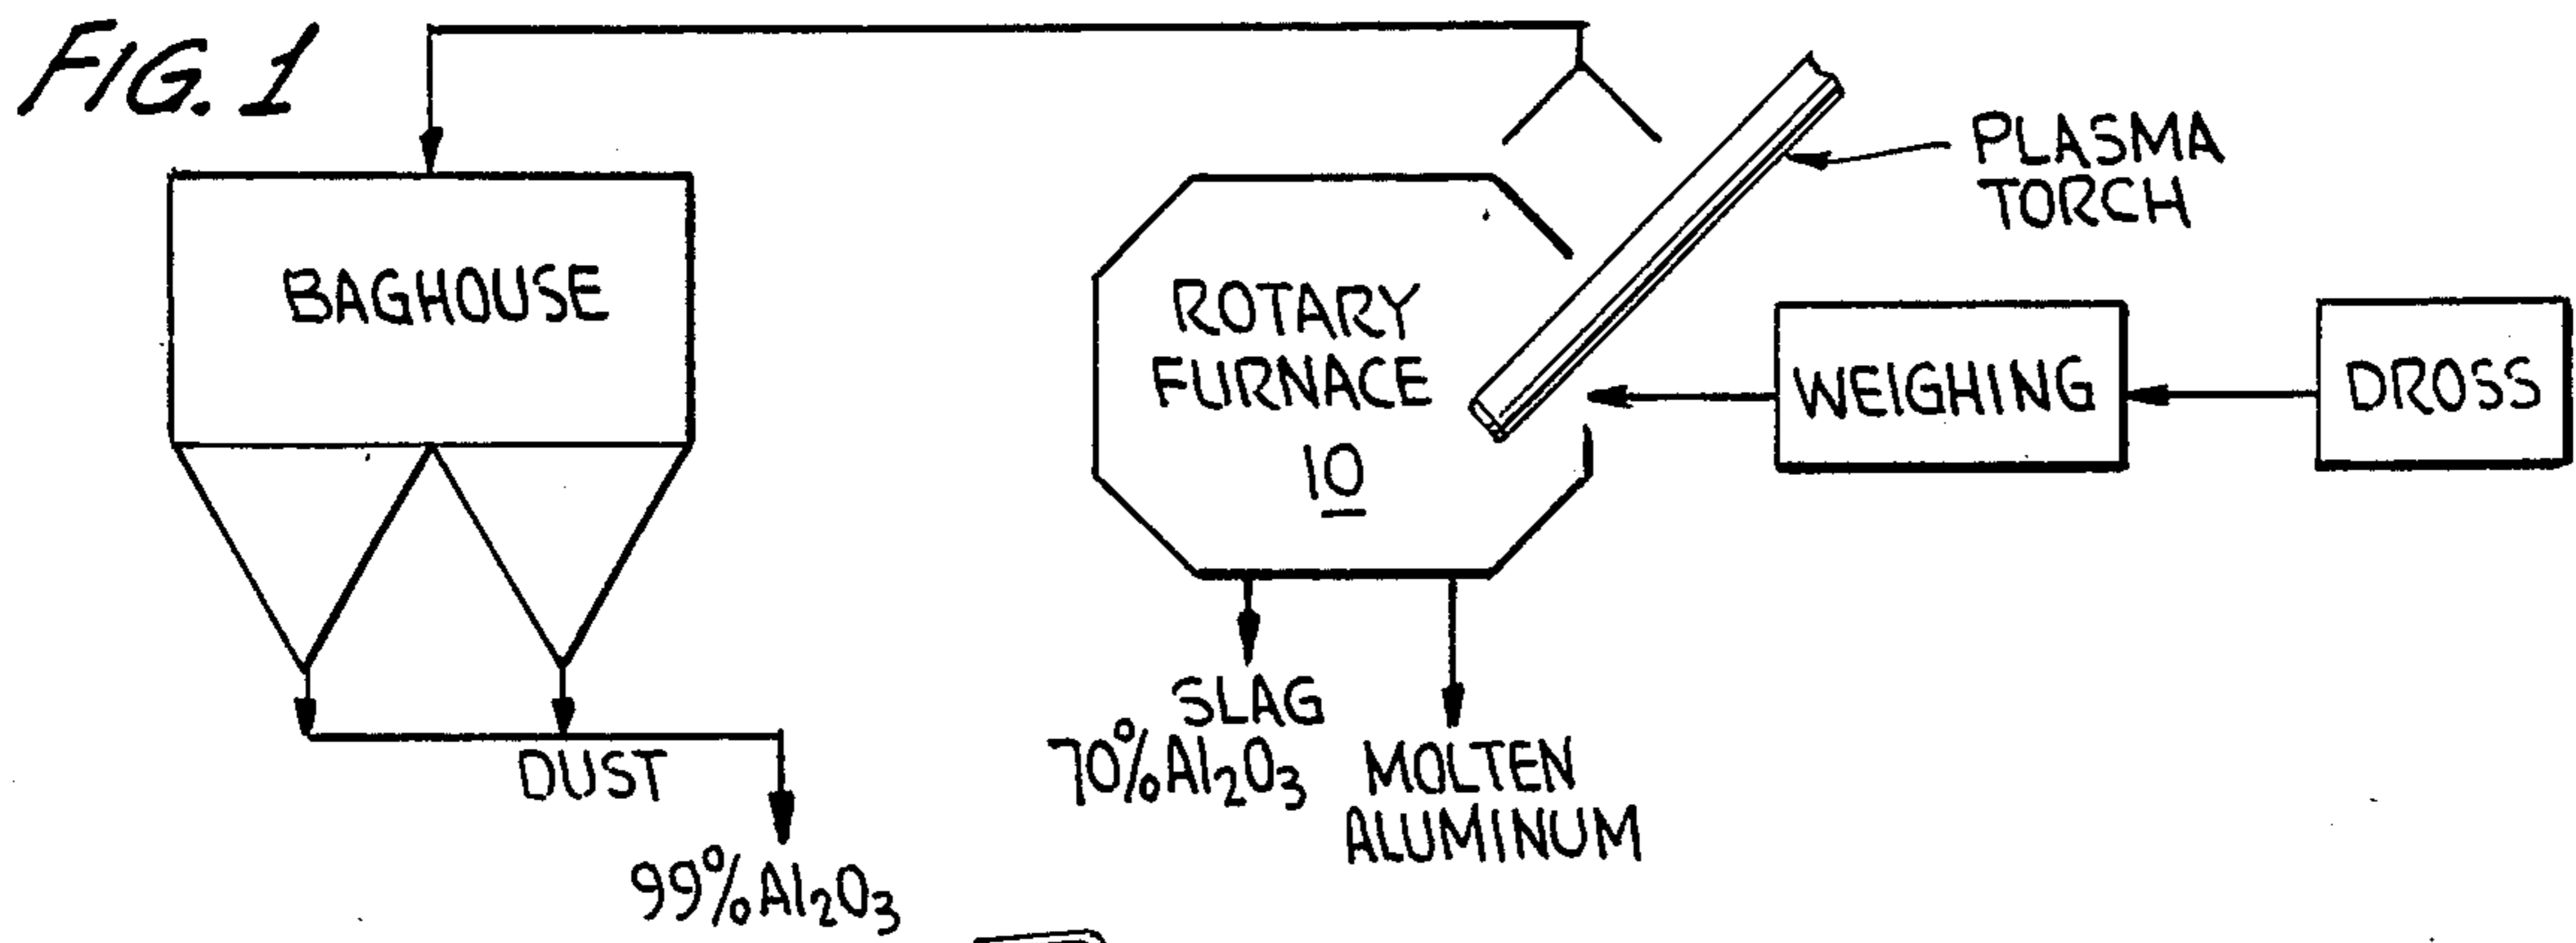 FIG. 1
PLASMA
TORCH
BAGHOUSE
ROTARY
FURNACE
10
WEIGHING
DROSS
SLAG
70% Al₂O₃
MOLTEN
ALUMINUM
DUST
99% Al₂O₃